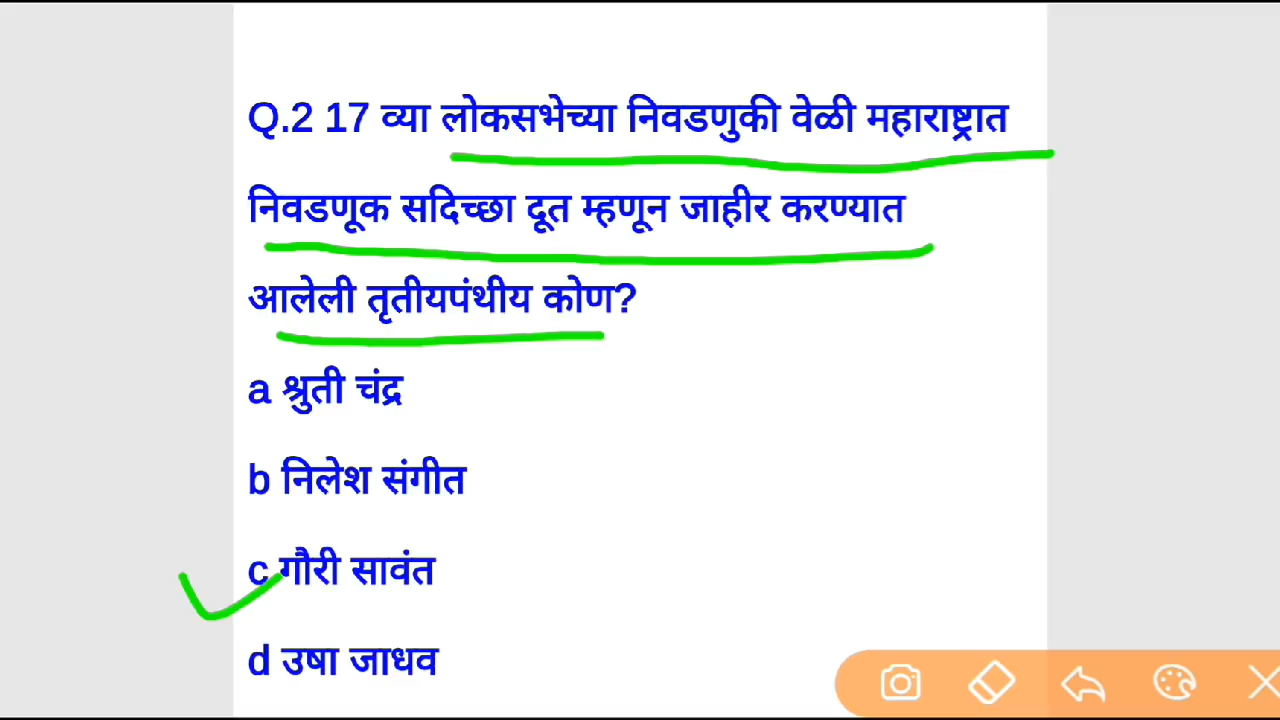 Q.2 17 व्या लोकसभेच्या निवडणुकी वेळी महाराष्ट्रात
निवडणूक सदिच्छा दूत म्हणून जाहीर करण्यात
आलेली तृतीयपंथीय कोण?
a श्रुती चंद्र
b निलेश संगीत
c गौरी सावंत
d उषा जाधव